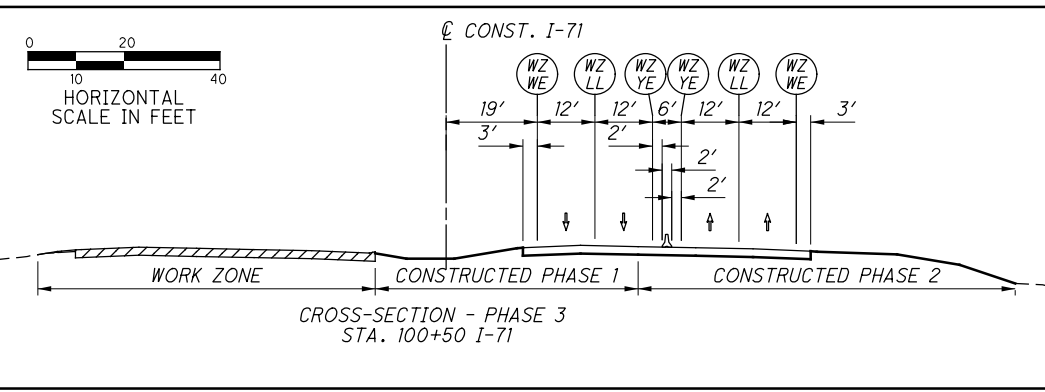 ℄ CONST. I-71
0 20
10 40
HORIZONTAL
SCALE IN FEET
WZ WE
WZ LL
WZ YE
WZ YE
WZ LL
WZ WE
19' 12' 12' 6' 12' 12' 3'
3' 2'
2'
2'
WORK ZONE CONSTRUCTED PHASE 1 CONSTRUCTED PHASE 2
CROSS-SECTION - PHASE 3
STA. 100+50 I-71